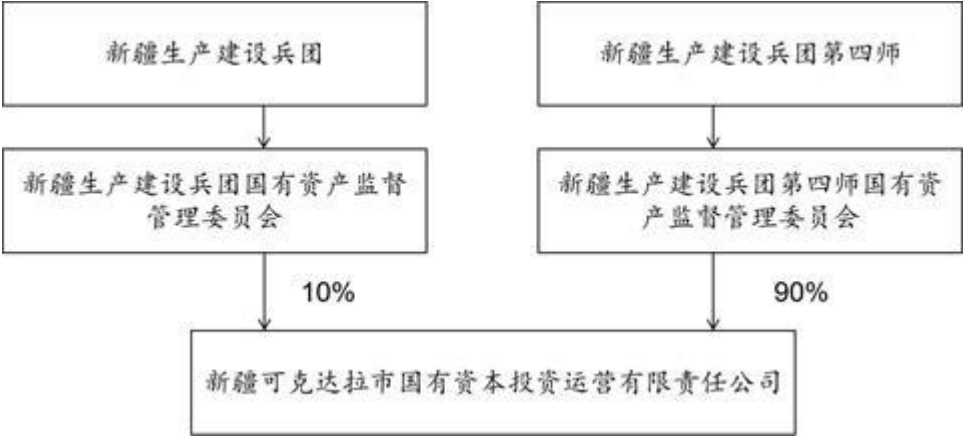 新疆生产建设兵团
新疆生产建设兵团第四师
新疆生产建设兵团国有资产监督
管理委员会
新疆生产建设兵团第四师国有资
产监督管理委员会
10%
90%
新疆可克达拉市国有资本投资运营有限责任公司